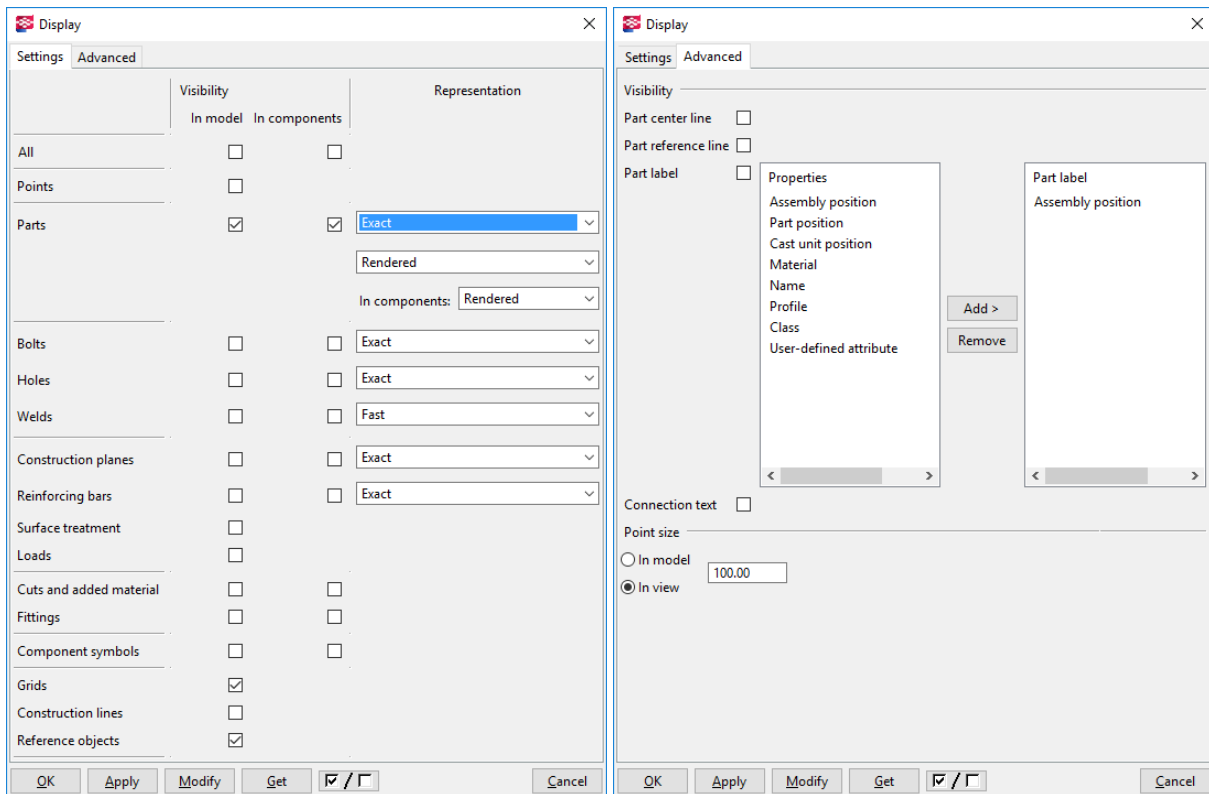 Display
Settings Advanced
Visibility Representation
In model In components
All
Points
Parts Exact
Rendered
In components: Rendered
Bolts Exact
Holes Exact
Welds Fast
Construction planes Exact
Reinforcing bars Exact
Surface treatment
Loads
Cuts and added material
Fittings
Component symbols
Grids
Construction lines
Reference objects
OK Apply Modify Get / Cancel
Display
Settings Advanced
Visibility
Part center line
Part reference line
Part label
Properties
Assembly position
Part position
Cast unit position
Material
Name
Profile
Class
User-defined attribute
Add >
Remove
Part label
Assembly position
Connection text
Point size
In model
100.00
In view
OK Apply Modify Get / Cancel